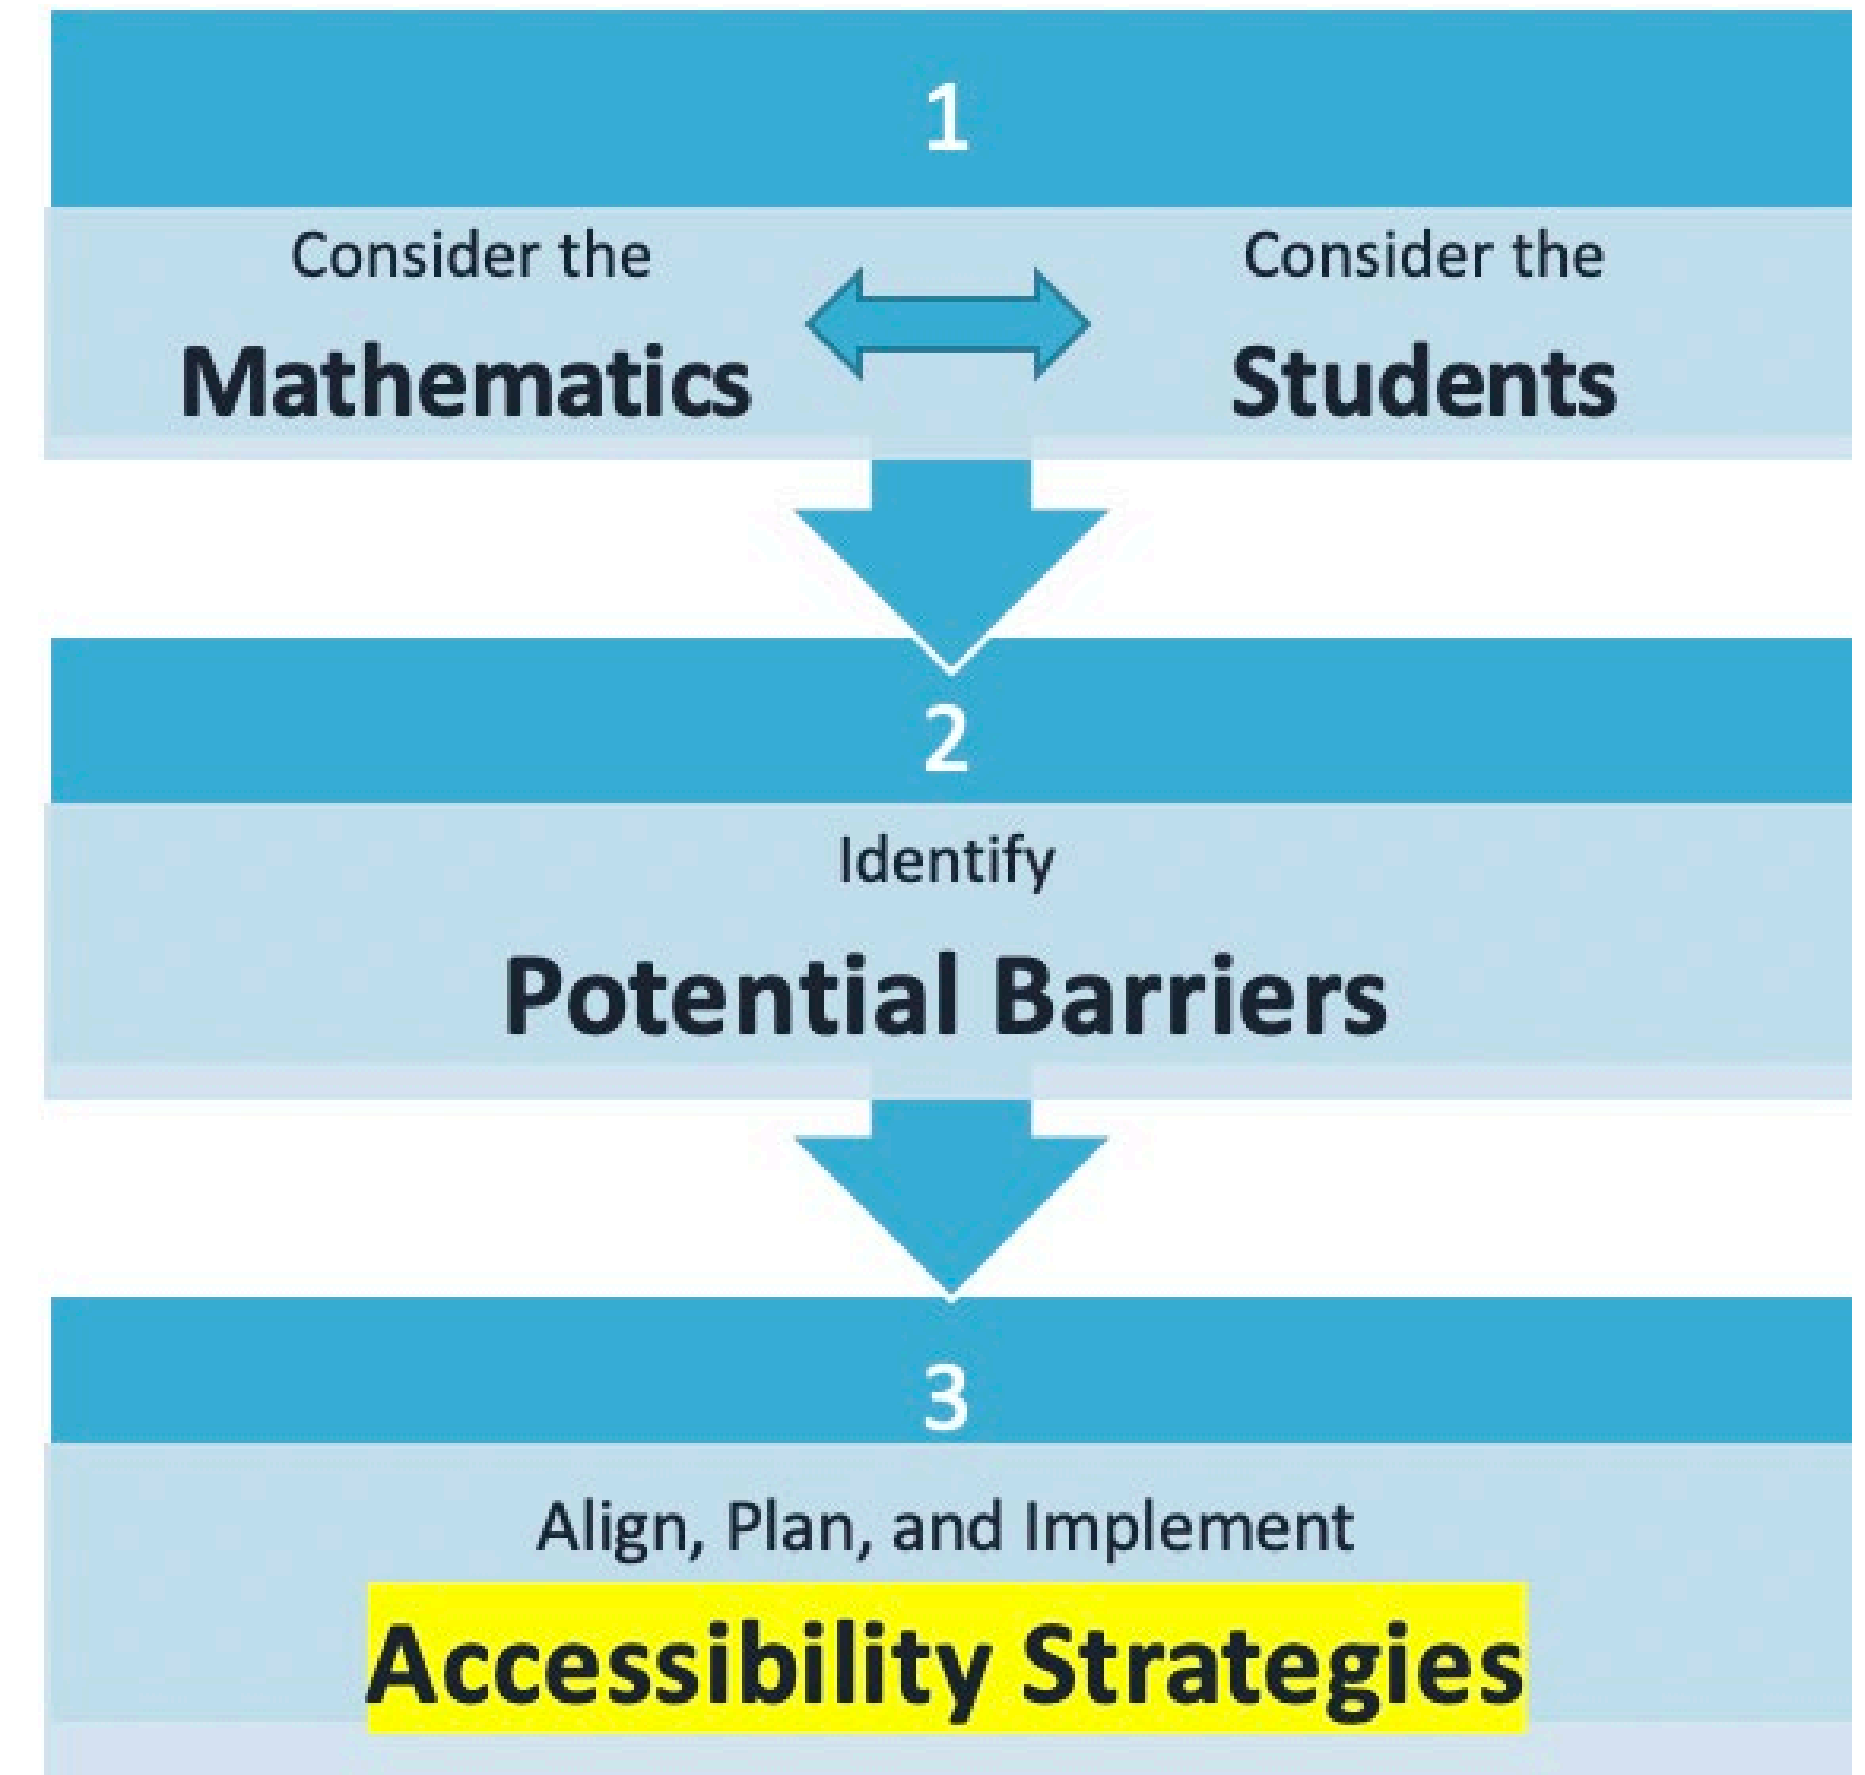 1
Consider the
Mathematics
Consider the
Students
2
Identify
Potential Barriers
3
Align, Plan, and Implement
Accessibility Strategies